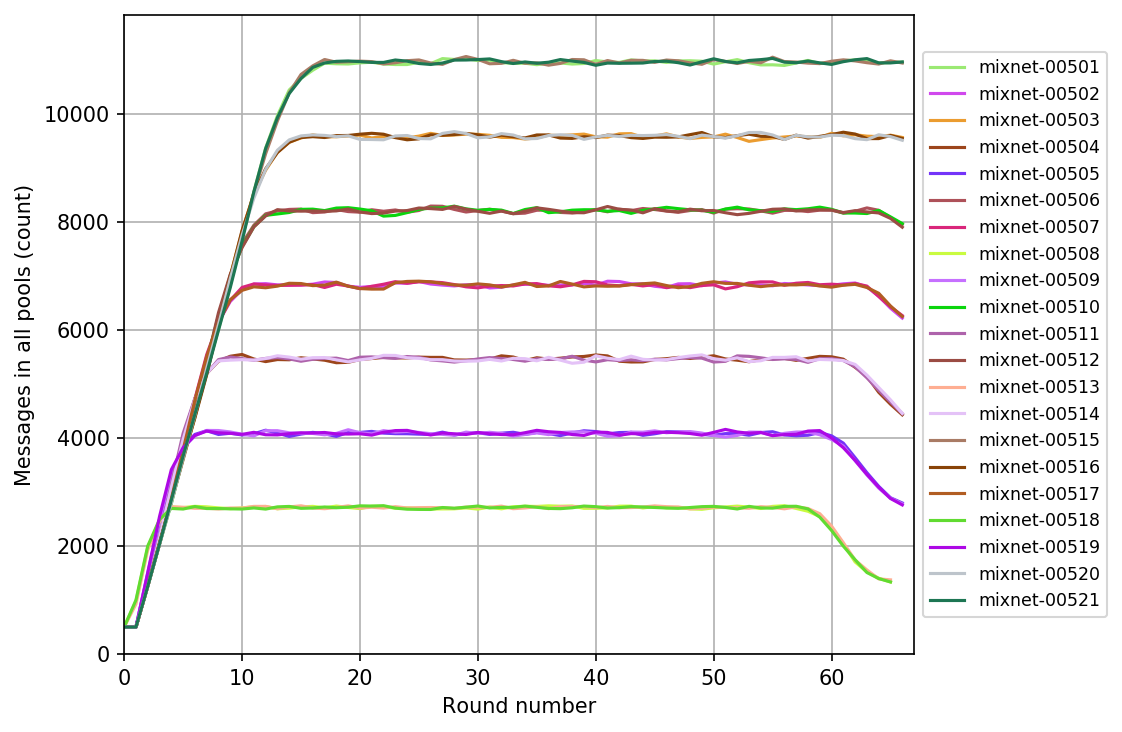 Messages in all pools (count)
10000
8000
6000
4000
2000
0
0 10 20 30 40 50 60
Round number
mixnet-00501
mixnet-00502
mixnet-00503
mixnet-00504
mixnet-00505
mixnet-00506
mixnet-00507
mixnet-00508
mixnet-00509
mixnet-00510
mixnet-00511
mixnet-00512
mixnet-00513
mixnet-00514
mixnet-00515
mixnet-00516
mixnet-00517
mixnet-00518
mixnet-00519
mixnet-00520
mixnet-00521